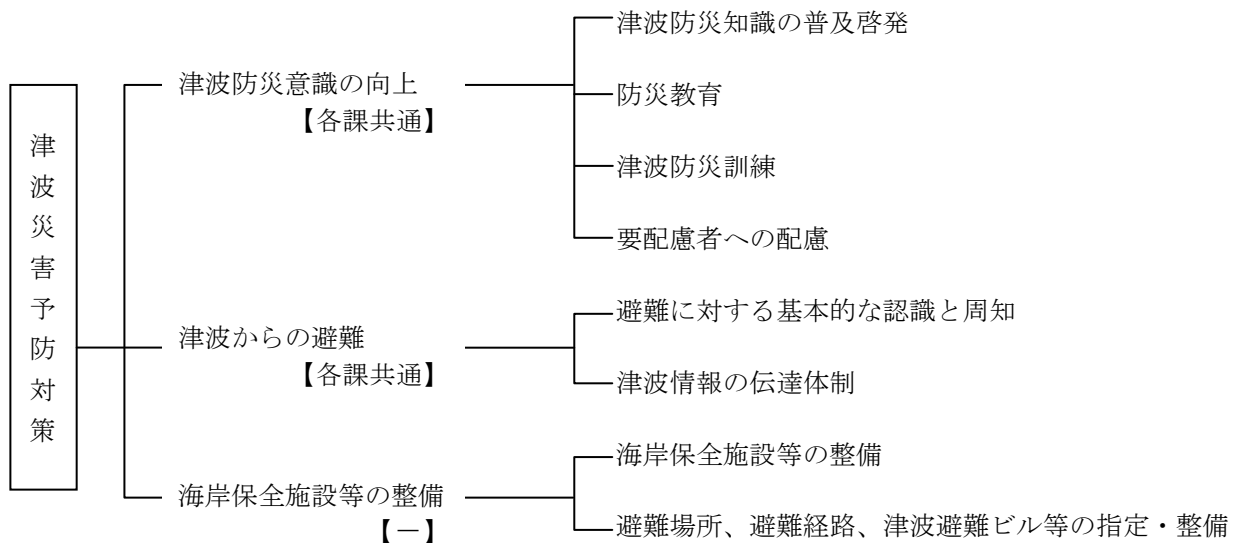 津波災害予防対策
津波防災意識の向上
【各課共通】
津波防災知識の普及啓発
防災教育
津波防災訓練
要配慮者への配慮
津波からの避難
【各課共通】
避難に対する基本的な認識と周知
津波情報の伝達体制
海岸保全施設等の整備
【－】
海岸保全施設等の整備
避難場所、避難経路、津波避難ビル等の指定・整備